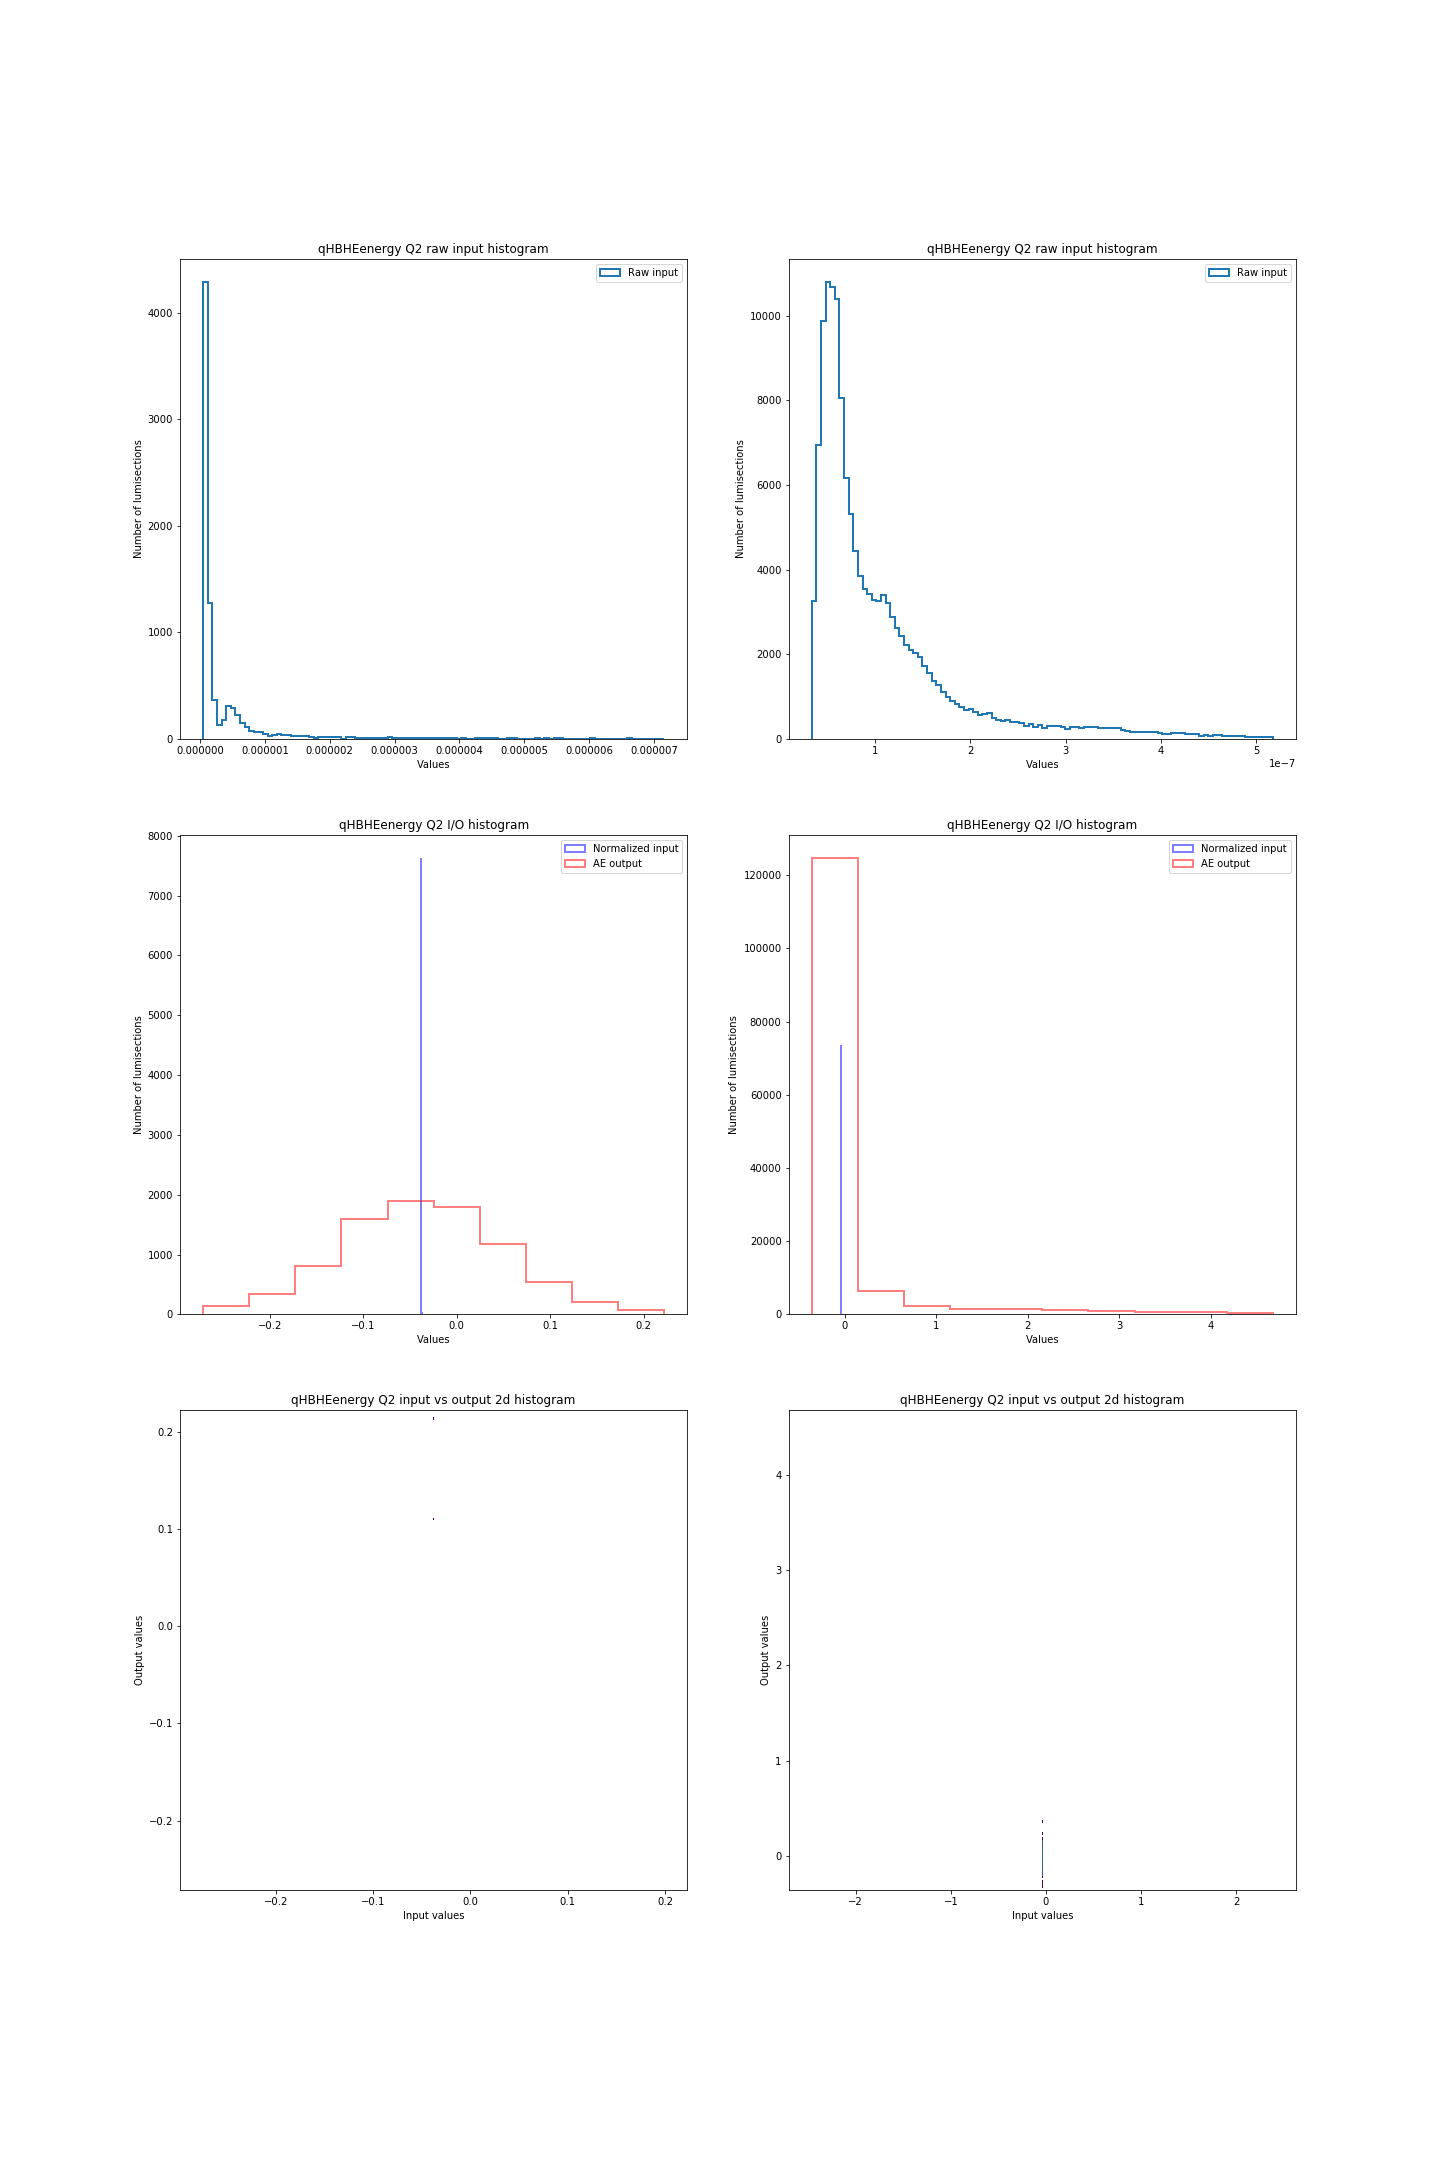 qHBHEenergy Q2 raw input histogram
Raw input
Number of lumisections
4000
3000
2000
1000
0
0.000000 0.000001 0.000002 0.000003 0.000004 0.000005 0.000006 0.000007
Values
qHBHEenergy Q2 raw input histogram
Raw input
Number of lumisections
10000
8000
6000
4000
2000
0
1 2 3 4 5
1e−7
Values
qHBHEenergy Q2 I/O histogram
Normalized input
AE output
Number of lumisections
8000
7000
6000
5000
4000
3000
2000
1000
0
−0.2 −0.1 0.0 0.1 0.2
Values
qHBHEenergy Q2 I/O histogram
Normalized input
AE output
Number of lumisections
120000
100000
80000
60000
40000
20000
0
0 1 2 3 4
Values
qHBHEenergy Q2 input vs output 2d histogram
Output values
0.2
0.1
0.0
−0.1
−0.2
−0.2 −0.1 0.0 0.1 0.2
Input values
qHBHEenergy Q2 input vs output 2d histogram
Output values
4
3
2
1
0
−2 −1 0 1 2
Input values